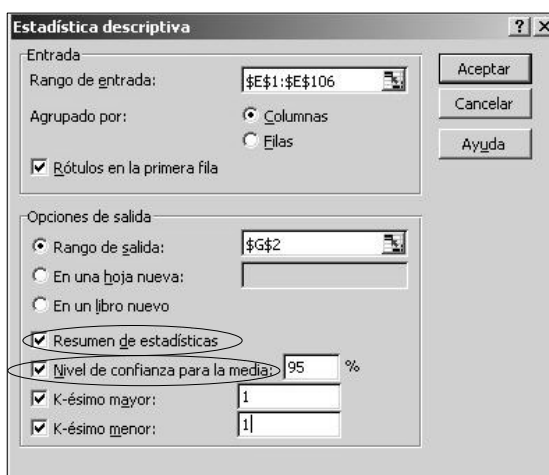 Estadística descriptiva
Entrada
Rango de entrada: $E$1:$E$106
Agrupado por: Columnas
Filas
Rótulos en la primera fila
Aceptar
Cancelar
Ayuda
Opciones de salida
Rango de salida: $G$2
En una hoja nueva:
En un libro nuevo
Resumen de estadísticas
Nivel de confianza para la media: 95 %
K-ésimo mayor: 1
K-ésimo menor: 1